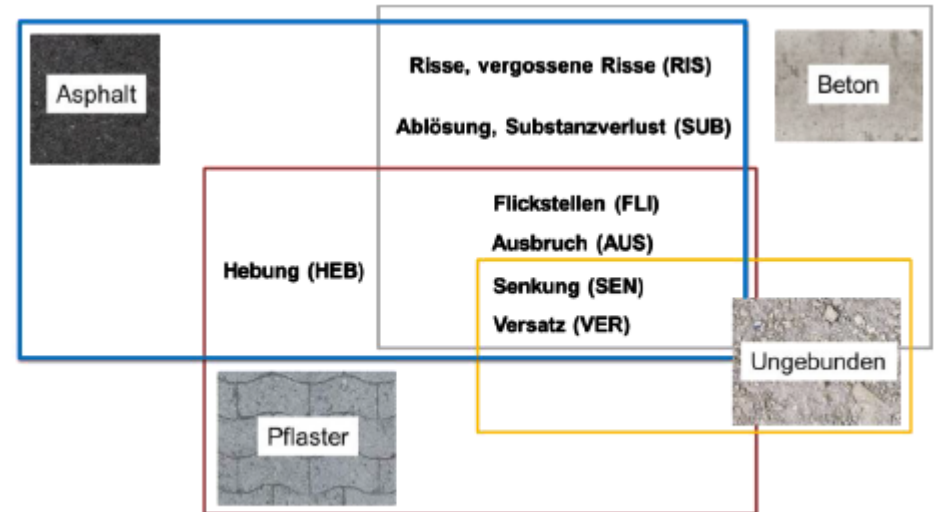 Asphalt
Risse, vergossene Risse (RIS)
Beton
Ablösung, Substanzverlust (SUB)
Flickstellen (FLI)
Ausbruch (AUS)
Hebung (HEB)
Senkung (SEN)
Versatz (VER)
Ungebunden
Pflaster